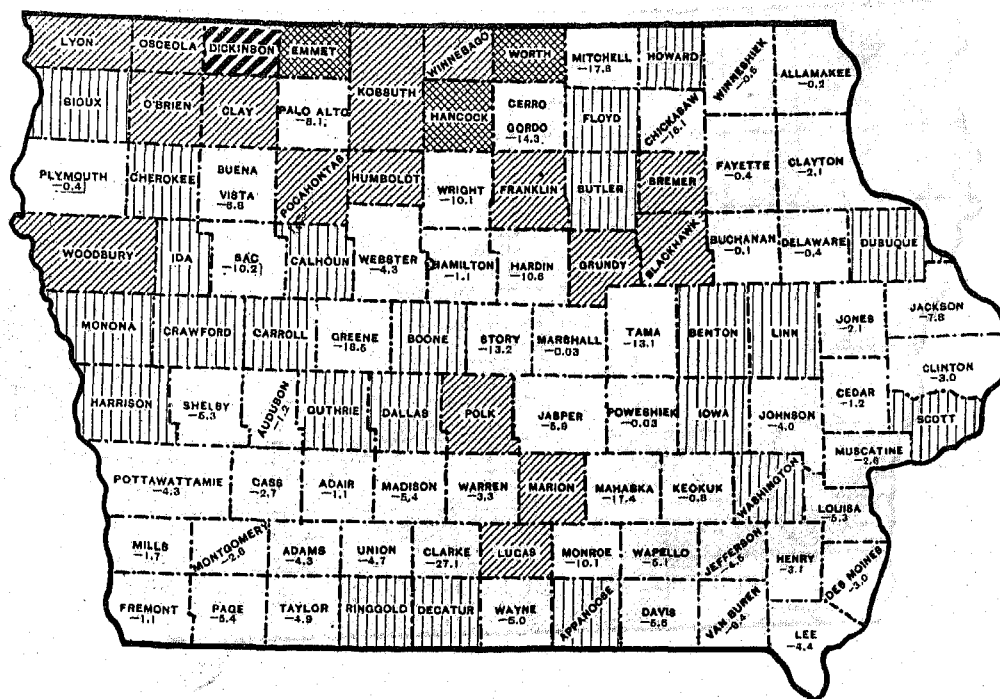 LYON
OSCEOLA
DICKINSON
EMMET
WINNEBAGO
WORTH
MITCHELL
-17.8
HOWARD
WINNESHIEK
-0.5
ALLAMAKEE
-0.2
SIOUX
O'BRIEN
CLAY
PALO ALTO
-8.1
KOSSUTH
HANCOCK
CERRO
GORDO
-14.3
FLOYD
CHICKASAW
-16.1
FAYETTE
-0.4
CLAYTON
-2.1
PLYMOUTH
-0.4
CHEROKEE
BUENA
VISTA
-6.8
POCAHONTAS
HUMBOLDT
WRIGHT
-10.1
FRANKLIN
BUTLER
BREMER
WOODBURY
IDA
SAC
-10.2
CALHOUN
WEBSTER
-4.3
HAMILTON
-1.1
HARDIN
-10.6
GRUNDY
BLACKHAWK
BUCHANAN
-0.1
DELAWARE
-0.4
DUBUQUE
MONONA
CRAWFORD
CARROLL
GREENE
-18.5
BOONE
STORY
-13.2
MARSHALL
-0.03
TAMA
-13.1
BENTON
LINN
JONES
-2.1
JACKSON
-7.8
CLINTON
-3.0
HARRISON
SHELBY
-5.3
AUDUBON
-1.2
GUTHRIE
DALLAS
POLK
JASPER
-5.9
POWESHIEK
-0.03
IOWA
JOHNSON
-4.0
CEDAR
-1.2
SCOTT
MUSCATINE
-2.6
POTTAWATTAMIE
-4.3
CASS
-2.7
ADAIR
-1.1
MADISON
-5.4
WARREN
-3.3
MARION
MAHASKA
-17.4
KEOKUK
-0.8
WASHINGTON
LOUISA
-5.3
MILLS
-1.7
MONTGOMERY
-2.8
ADAMS
-4.3
UNION
-4.7
CLARKE
-27.1
LUCAS
MONROE
-10.1
WAPELLO
-5.1
JEFFERSON
-4.5
HENRY
-3.1
DES MOINES
-3.0
FREMONT
-1.1
PAGE
-5.4
TAYLOR
-4.9
RINGGOLD
DECATUR
WAYNE
-5.0
APPANOOSE
DAVIS
-5.6
VAN BUREN
LEE
-4.4